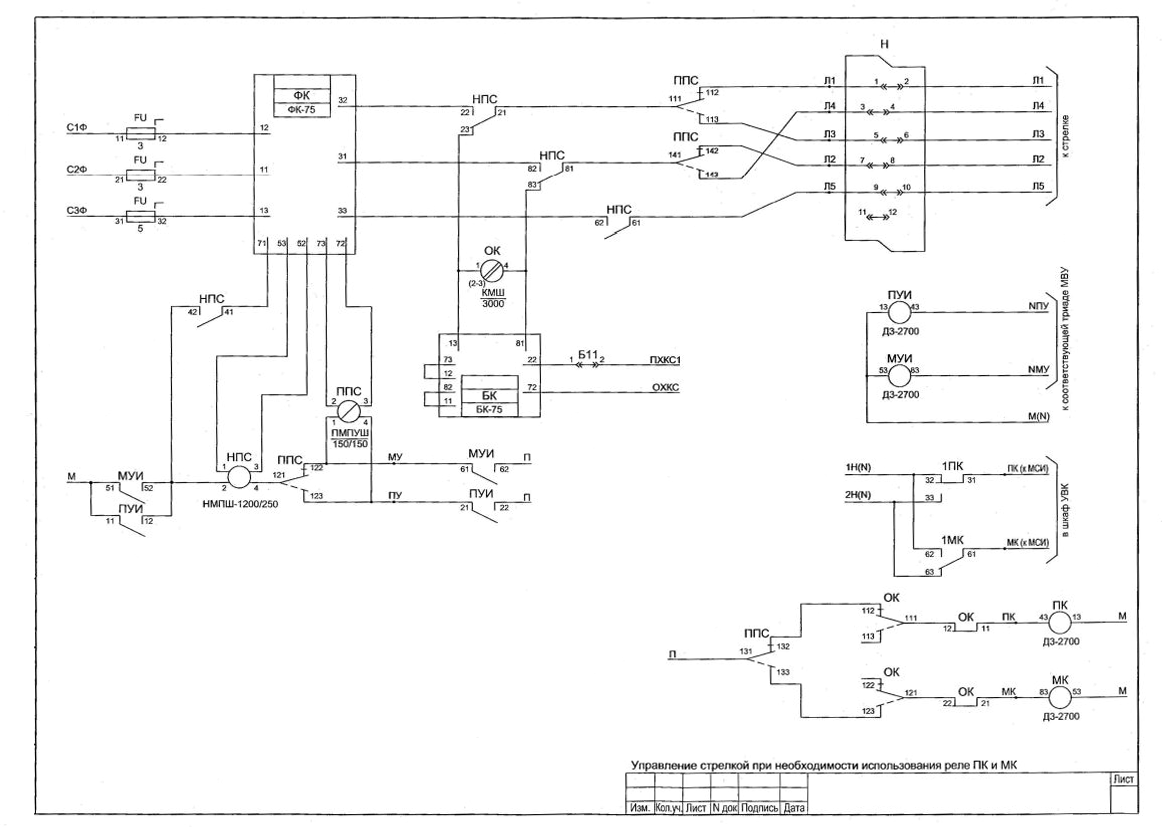 Н
ФК
ФК-75
32
НПС
22
21
23
ППС
111
112
113
Л1
1
2
Л1
Л4
3
4
Л4
Л3
5
6
Л3
Л2
7
8
Л2
Л5
9
10
Л5
11
12
к стрелке
С1Ф
FU
11
12
3
12
С2Ф
FU
21
22
3
11
С3Ф
FU
31
32
5
13
31
НПС
82
81
83
ППС
141
142
143
33
НПС
62
61
71
53
52
73
72
ОК
1
4
(2-3)
КМШ
3000
НПС
42
41
13
81
73
12
82
11
22
72
БК
БК-75
Б11
1
2
ПХКС1
ОХКС
ПУИ
13
43
ДЗ-2700
NПУ
МУИ
53
83
ДЗ-2700
NМУ
М(N)
к соответствующей триаде МВУ
ППС
2
3
1
4
ПМПУШ
150/150
НПС
1
3
2
4
НМПШ-1200/250
М
МУИ
51
52
ПУИ
11
12
ППС
121
122
123
МУ
МУИ
61
62
П
ПУ
ПУИ
21
22
П
1Н(N)
1ПК
32
31
33
ПК (к МСИ)
2Н(N)
1МК
62
61
63
МК (к МСИ)
в шкаф УВК
П
ППС
131
132
133
ОК
112
111
113
ОК
12
11
ПК
ПК
43
13
ДЗ-2700
М
ОК
122
121
123
ОК
22
21
МК
МК
83
53
ДЗ-2700
М
Управление стрелкой при необходимости использования реле ПК и МК
Изм. Кол.уч. Лист N док Подпись Дата
Лист